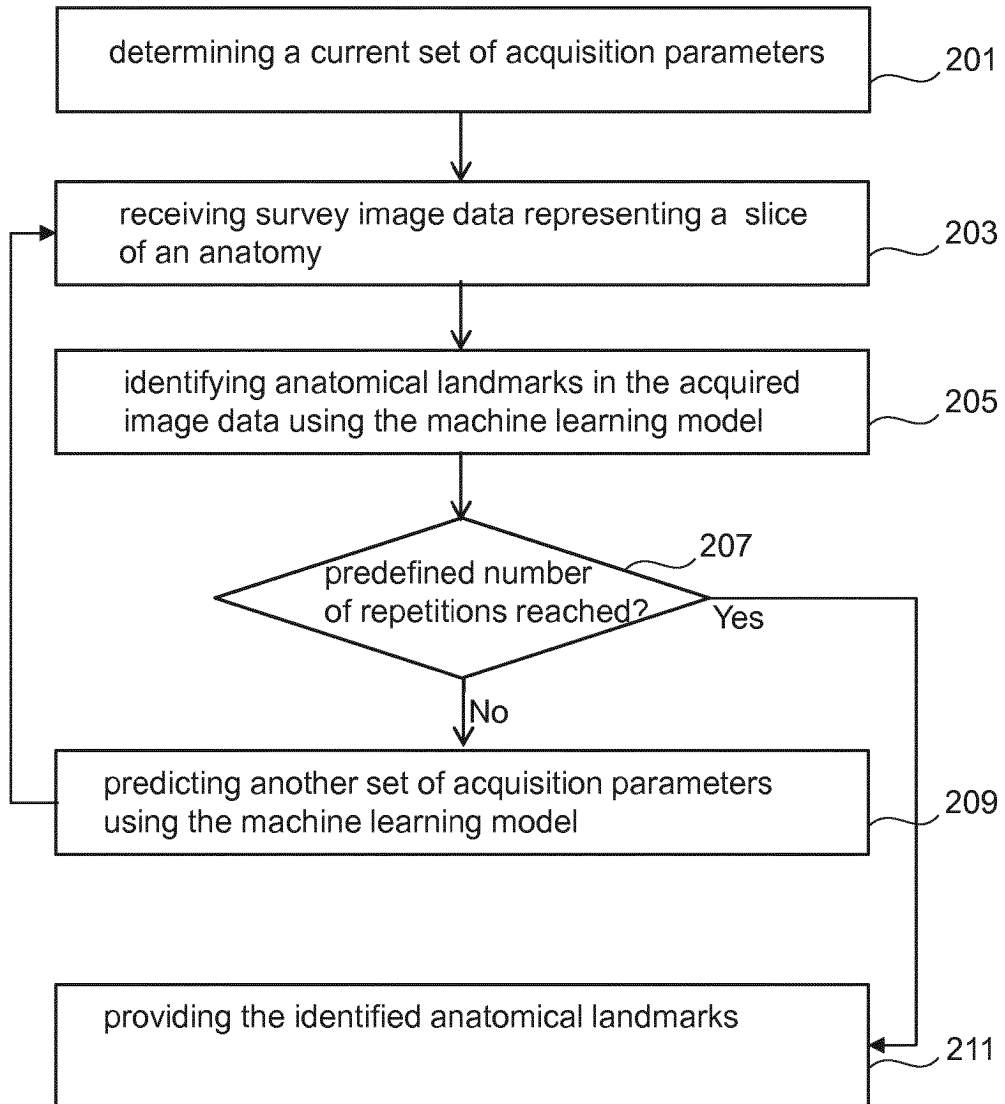 determining a current set of acquisition parameters
201
receiving survey image data representing a slice
of an anatomy
203
identifying anatomical landmarks in the acquired
image data using the machine learning model
205
207
predefined number
of repetitions reached?
Yes
No
predicting another set of acquisition parameters
using the machine learning model
209
providing the identified anatomical landmarks
211